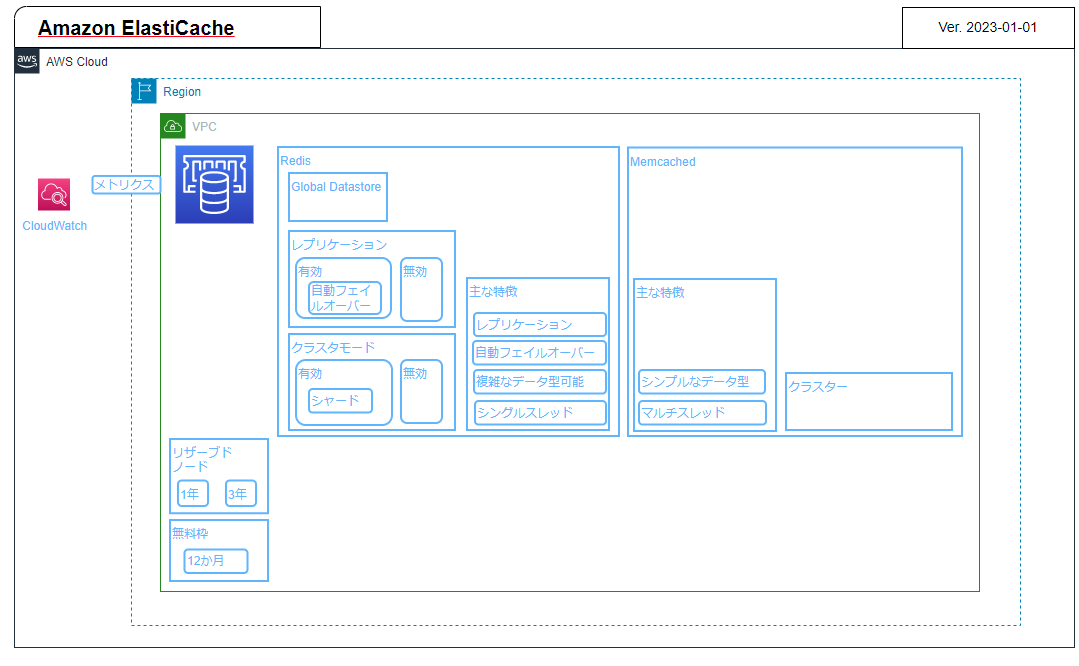 Amazon ElastiCache
Ver. 2023-01-01
aws
AWS Cloud
Region
VPC
メトリクス
CloudWatch
Redis
Global Datastore
レプリケーション
有効
自動フェイ
ルオーバー
無効
クラスタモード
有効
シャード
無効
主な特徴
レプリケーション
自動フェイルオーバー
複雑なデータ型可能
シングルスレッド
Memcached
主な特徴
シンプルなデータ型
マルチスレッド
クラスター
リザーブド
ノード
1年
3年
無料枠
12か月